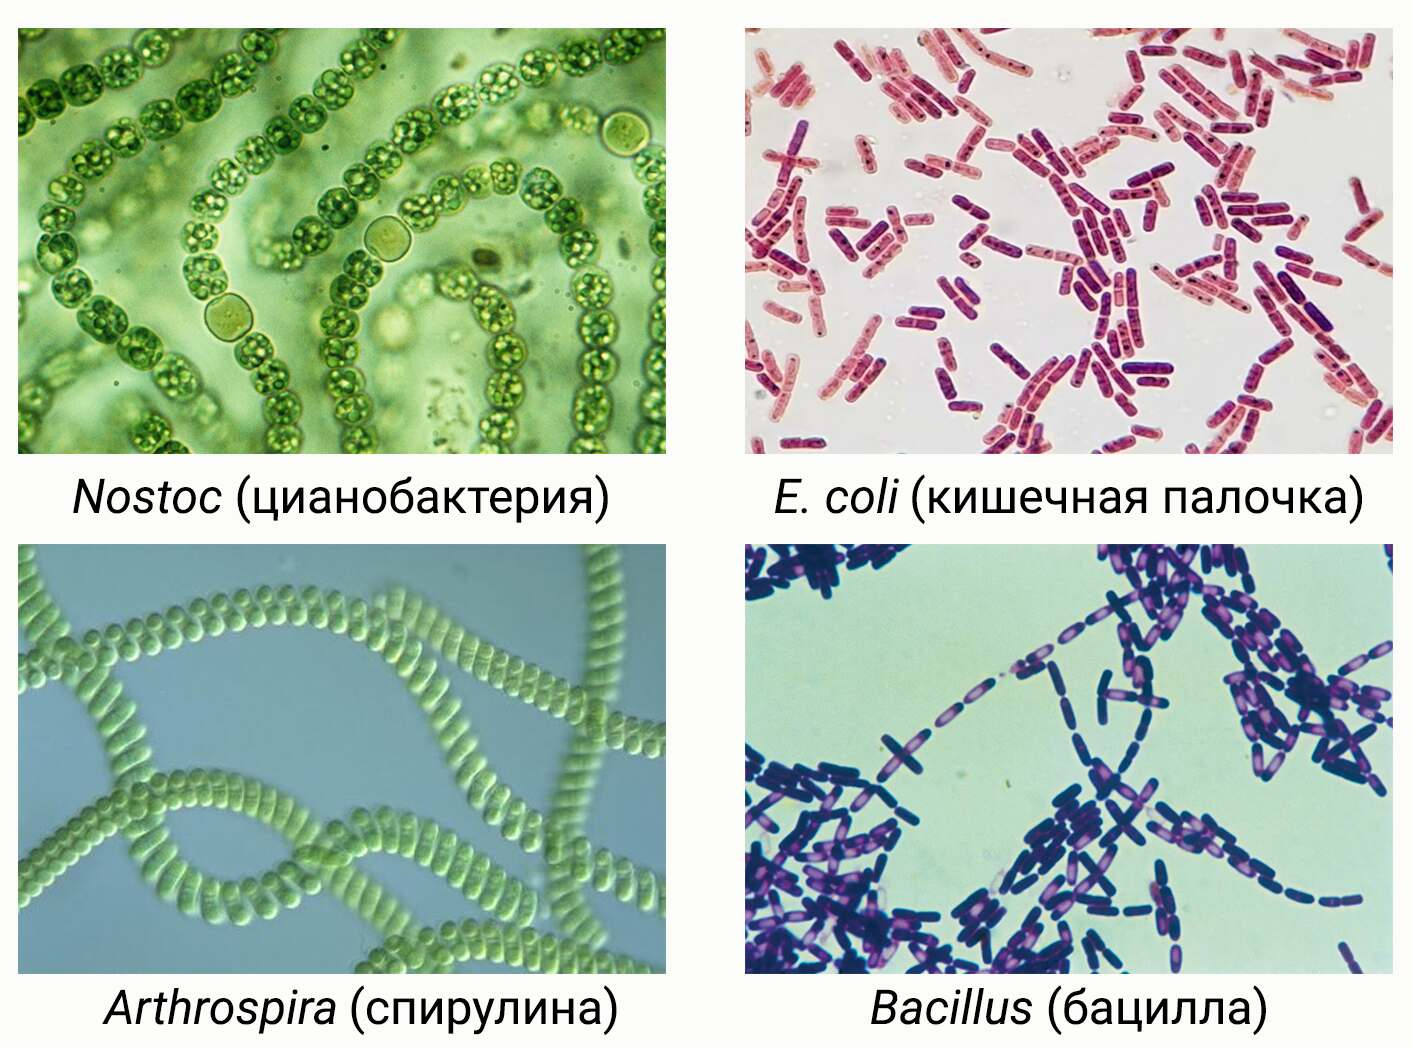 Nostoc (цианобактерия)
E. coli (кишечная палочка)
Arthrospira (спирулина)
Bacillus (бацилла)